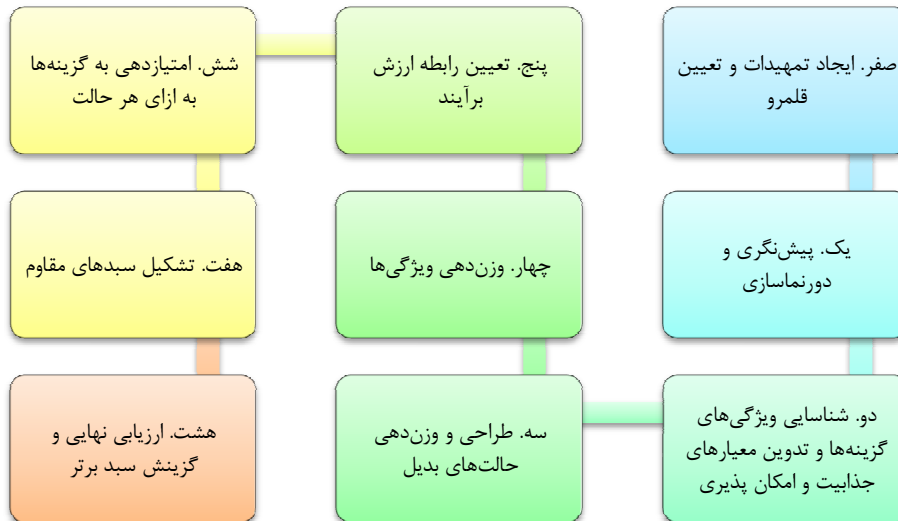 صفر. ایجاد تمهیدات و تعیین
قلمرو
یک. پیش‌نگری و
دورنماسازی
دو. شناسایی ویژگی‌های
گزینه‌ها و تدوین معیارهای
جذابیت و امکان پذیری
سه. طراحی و وزن‌دهی
حالت‌های بدیل
چهار. وزن‌دهی ویژگی‌ها
پنج. تعیین رابطه ارزش
برآیند
شش. امتیازدهی به گزینه‌ها
به ازای هر حالت
هفت. تشکیل سبدهای مقاوم
هشت. ارزیابی نهایی و
گزینش سبد برتر